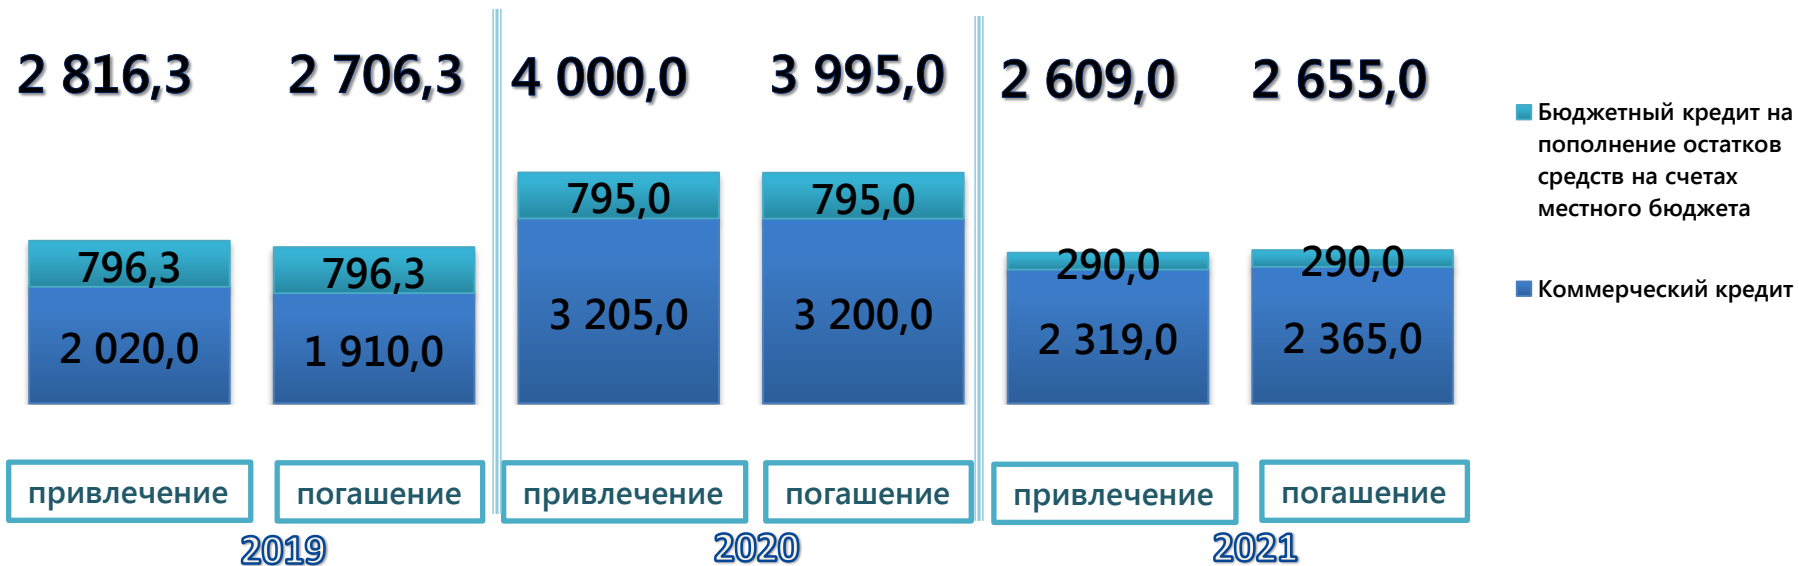 2 816,3
2 706,3
4 000,0
3 995,0
2 609,0
2 655,0
796,3
796,3
795,0
795,0
290,0
290,0
2 020,0
1 910,0
3 205,0
3 200,0
2 319,0
2 365,0
привлечение
погашение
привлечение
погашение
привлечение
погашение
2019
2020
2021
Бюджетный кредит на
пополнение остатков
средств на счетах
местного бюджета
Коммерческий кредит